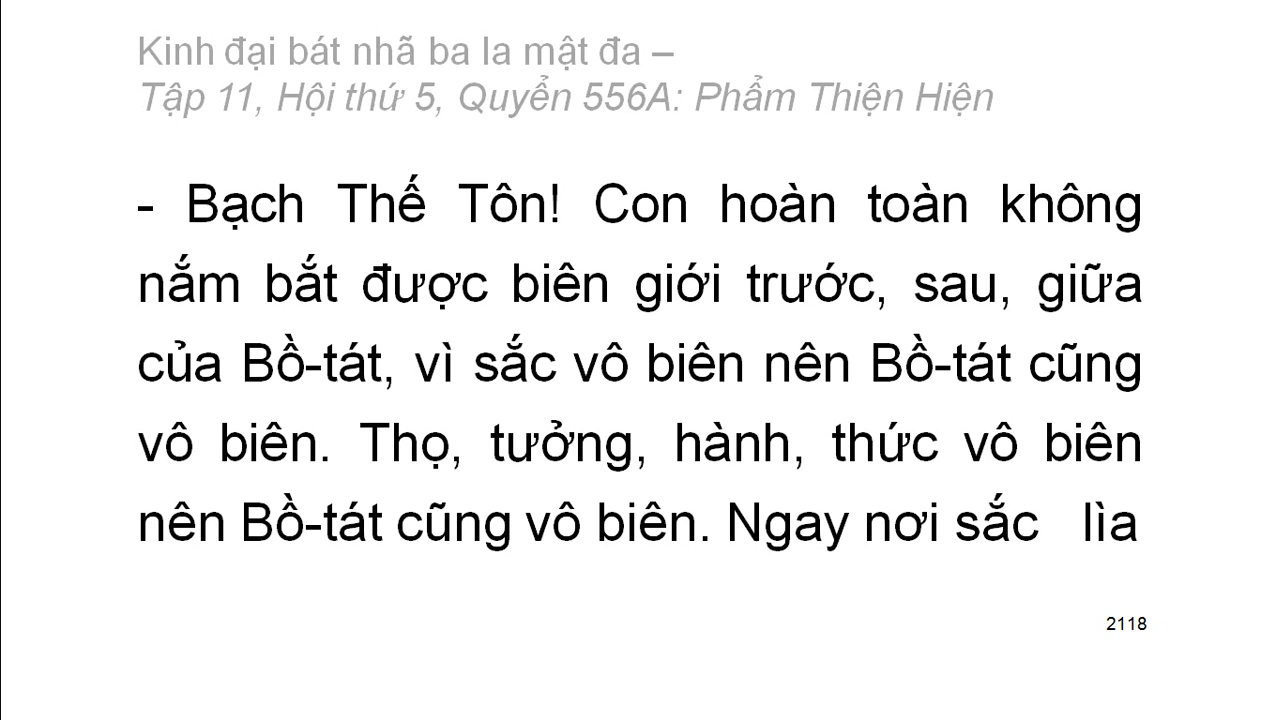 Kinh đại bát nhã ba la mật đa –
Tập 11, Hội thứ 5, Quyển 556A: Phẩm Thiện Hiện
- Bạch Thế Tôn! Con hoàn toàn không
nắm bắt được biên giới trước, sau, giữa
của Bồ-tát, vì sắc vô biên nên Bồ-tát cũng
vô biên. Thọ, tưởng, hành, thức vô biên
nên Bồ-tát cũng vô biên. Ngay nơi sắc lìa
2118